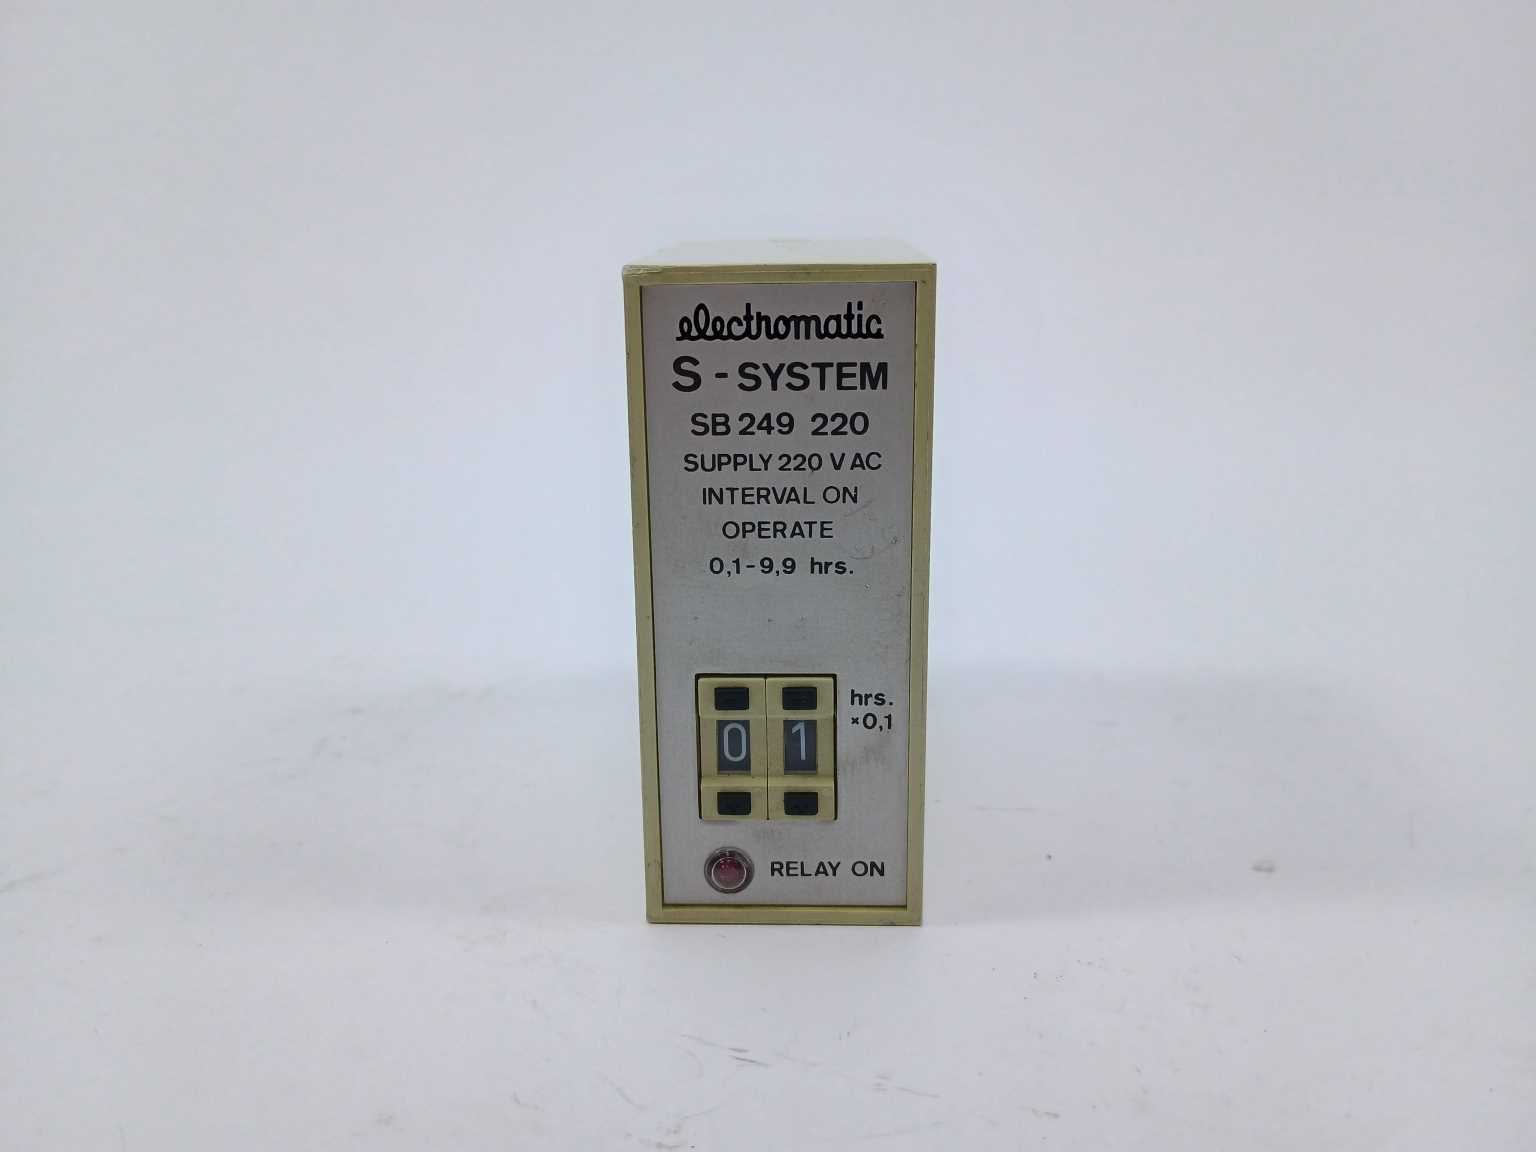 electromatic
S - SYSTEM
SB 249 220
SUPPLY 220 V AC
INTERVAL ON
OPERATE
0,1-9,9 hrs.
hrs.
×0,1
0 1
RELAY ON